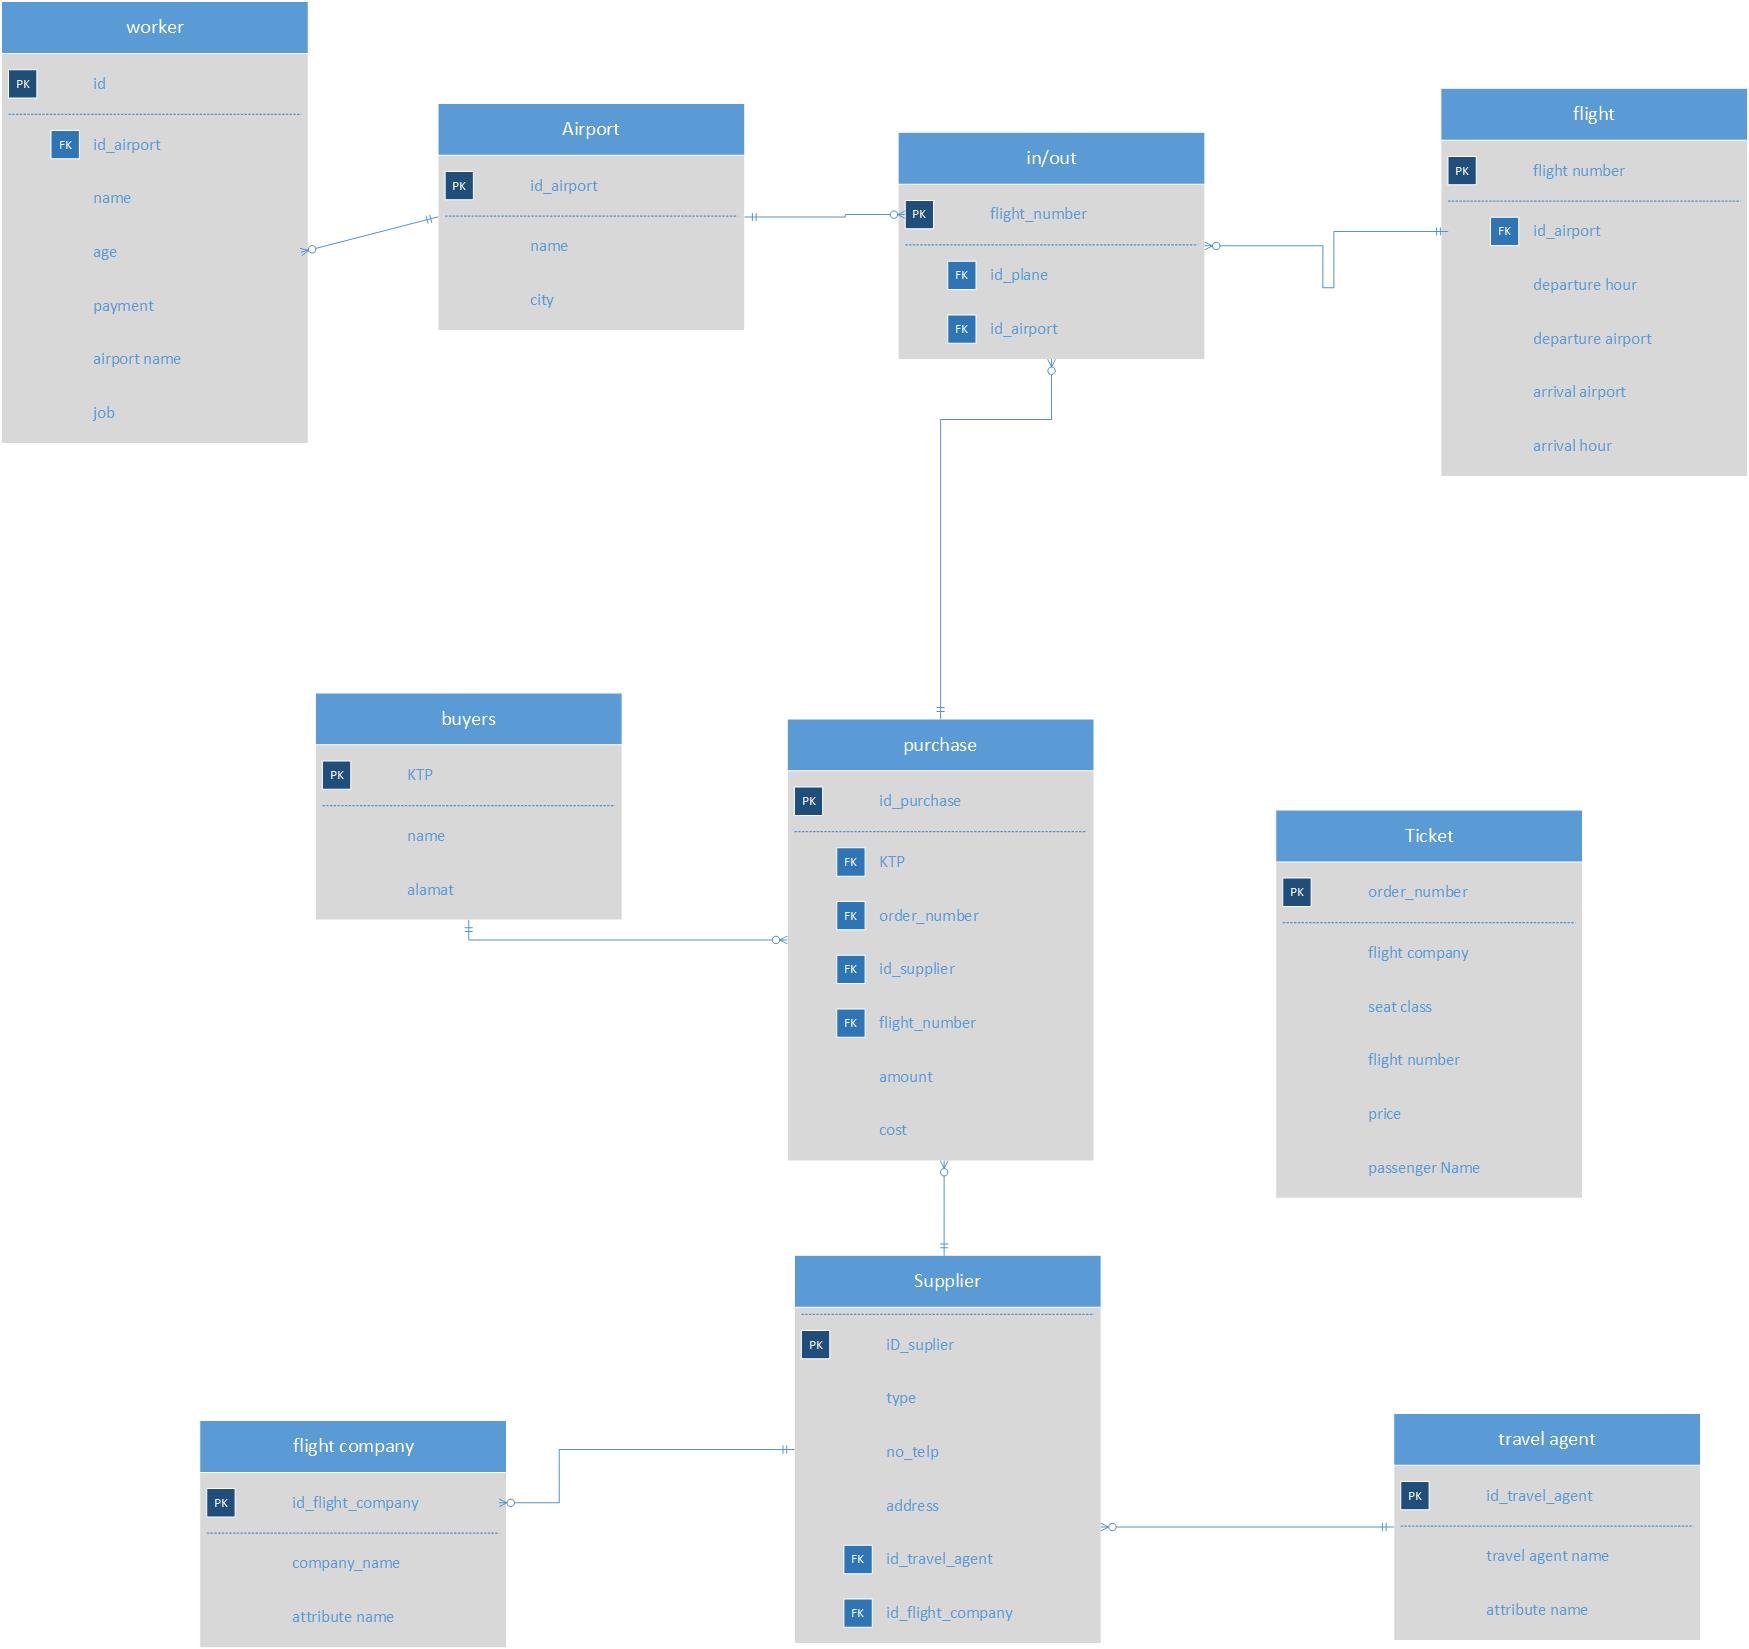 worker
PK id
FK id_airport
name
age
payment
airport name
job
Airport
PK id_airport
name
city
in/out
PK flight_number
FK id_plane
FK id_airport
flight
PK flight number
FK id_airport
departure hour
departure airport
arrival airport
arrival hour
buyers
PK KTP
name
alamat
purchase
PK id_purchase
FK KTP
FK order_number
FK id_supplier
FK flight_number
amount
cost
Ticket
PK order_number
flight company
seat class
flight number
price
passenger Name
Supplier
PK iD_suplier
type
no_telp
address
FK id_travel_agent
FK id_flight_company
flight company
PK id_flight_company
company_name
attribute name
travel agent
PK id_travel_agent
travel agent name
attribute name